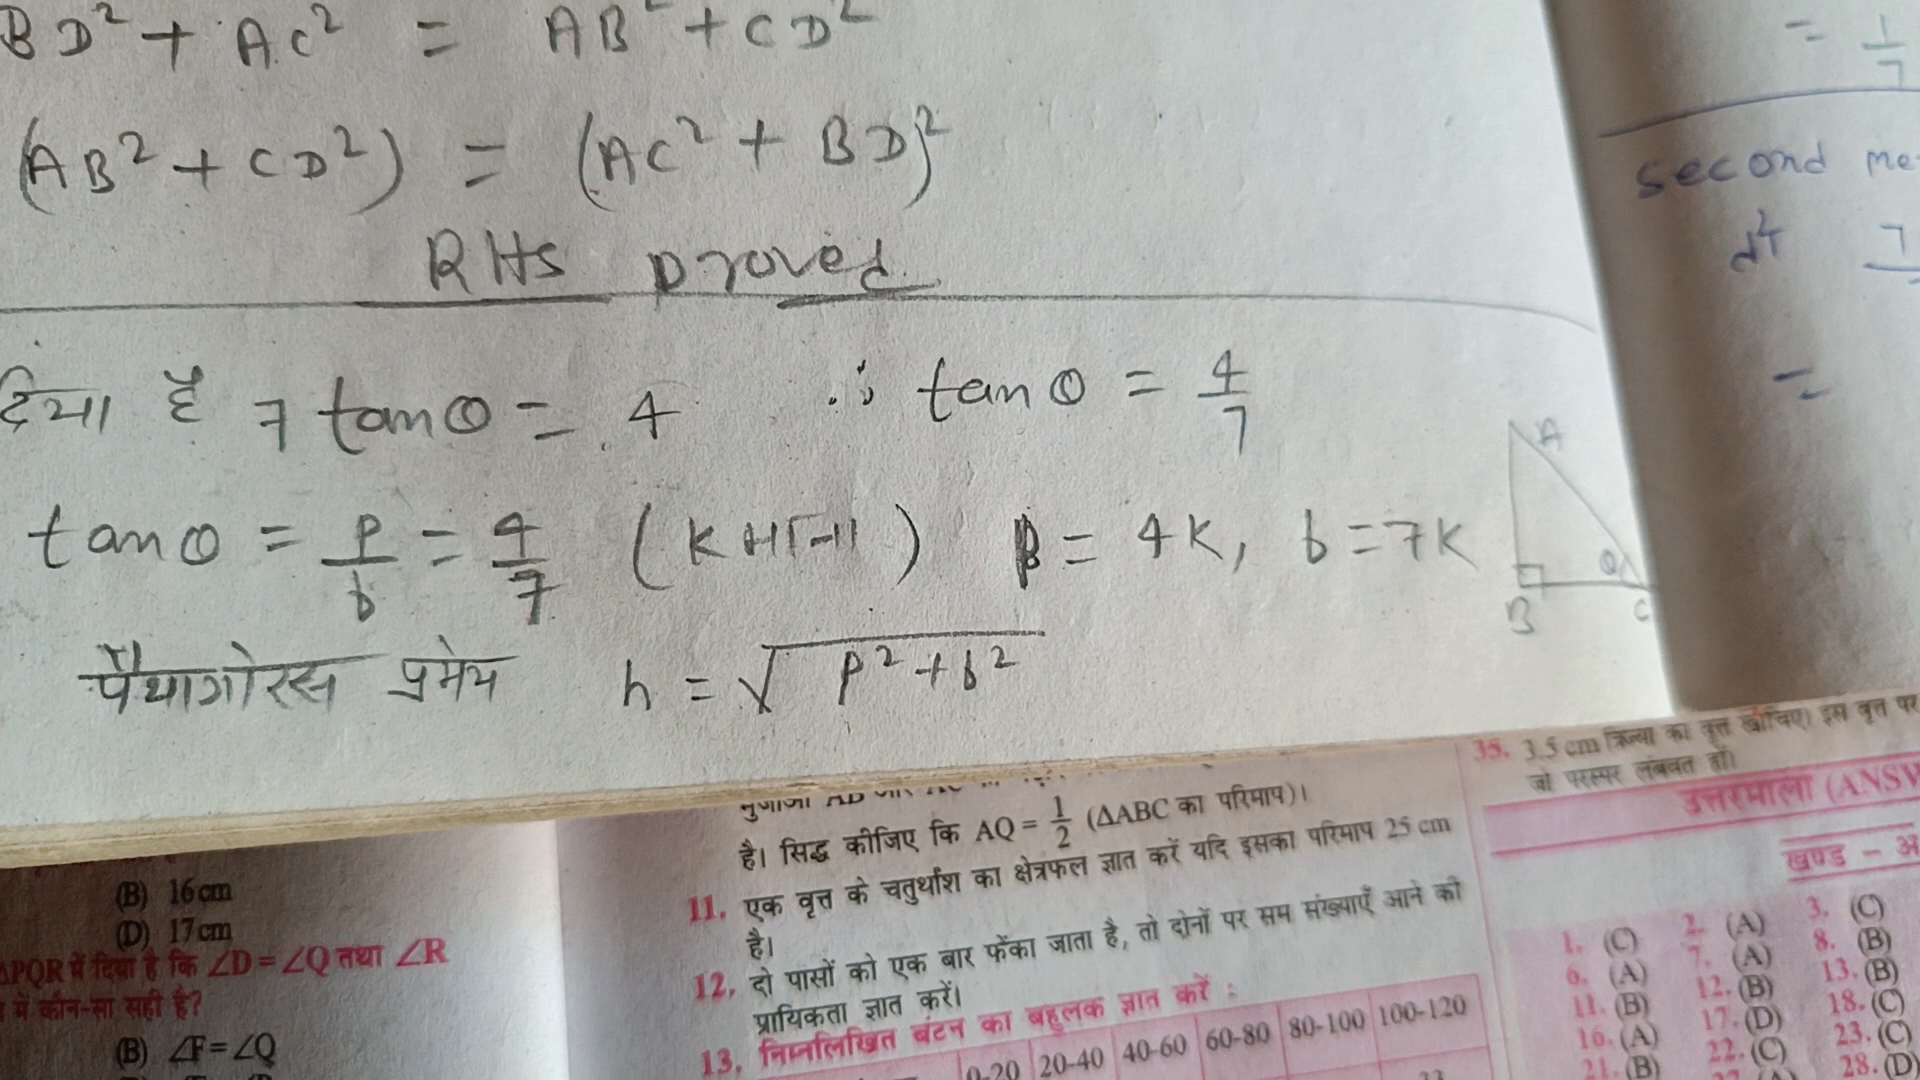 BD² + AC² = AB² + CD²
(AB² + CD²) = (AC² + BD)²
RHS proved
दिया है 7 tanθ = 4 ∴ tanθ = 4/7
tanθ = p/b = 4/7 (K माना) p = 4K, b = 7K
A
B
C
θ
पैथागोरस प्रमेय h = √p² + b²
= 1/7
second
=
है। सिद्ध कीजिए कि AQ = 1/2 (ΔABC का परिमाप)।
11. एक वृत्त के चतुर्थांश का क्षेत्रफल ज्ञात करें यदि इसका परिमाप 25 cm
है।
12. दो पासों को एक बार फेंका जाता है, तो दोनों पर सम संख्याएँ आने की
प्रायिकता ज्ञात करें।
13. निम्नलिखित बंटन का बहुलक ज्ञात करें :
0-20 20-40 40-60 60-80 80-100 100-120
(B) 16 cm
(D) 17 cm
ΔPQR में दिया है कि ∠D = ∠Q तथा ∠R
में कौन-सा सही है?
(B) ∠F = ∠Q
35. 3.5 cm त्रिज्या का वृत्त खींचिए। इस वृत्त पर
जो परस्पर लंबवत हों।
उत्तरमाला (ANSW
खण्ड – अ
1. (C) 2. (A) 3. (C)
6. (A) 7. (A) 8. (B)
11. (B) 12. (B) 13. (B)
16. (A) 17. (D) 18. (C)
21. (B) 22. (C) 23. (C)
28. (D)